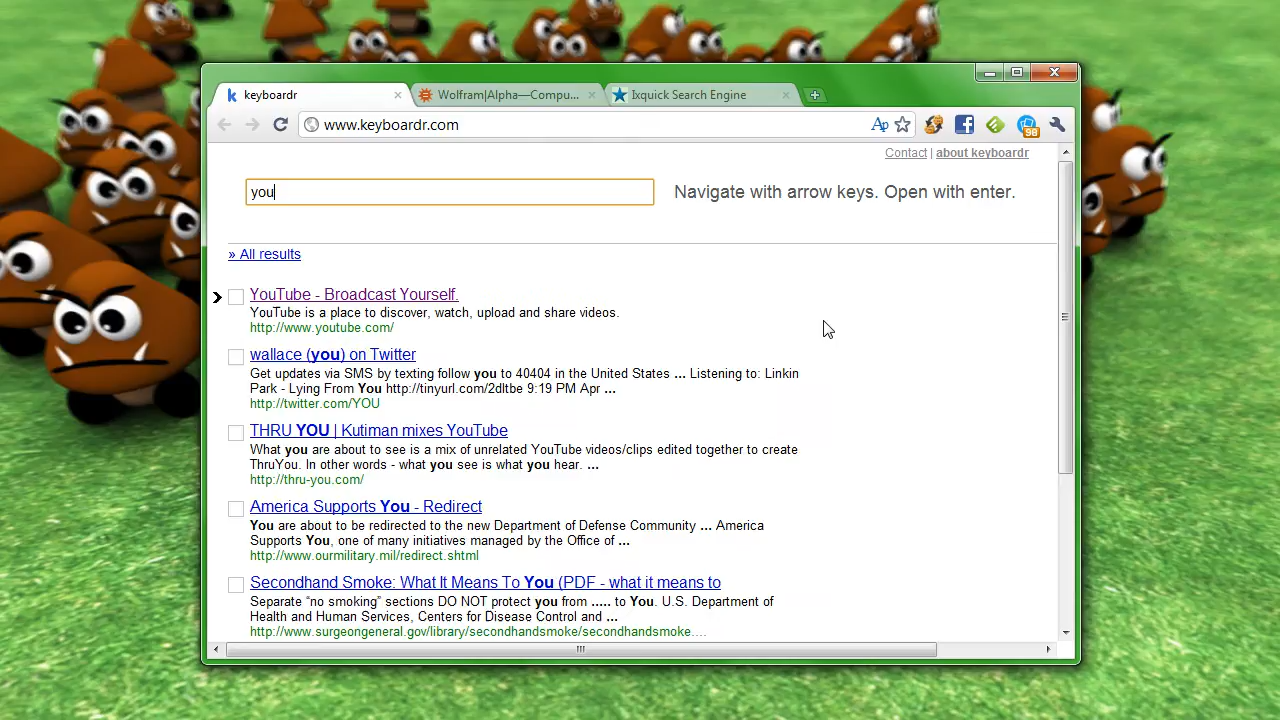 keyboardr
Wolfram|Alpha—Compu...
Ixquick Search Engine
www.keyboardr.com
Ap
98
Contact | about keyboardr
you
Navigate with arrow keys. Open with enter.
» All results
YouTube - Broadcast Yourself.
YouTube is a place to discover, watch, upload and share videos.
http://www.youtube.com/
wallace (you) on Twitter
Get updates via SMS by texting follow you to 40404 in the United States ... Listening to: Linkin
Park - Lying From You http://tinyurl.com/2dltbe 9:19 PM Apr ...
http://twitter.com/YOU
THRU YOU | Kutiman mixes YouTube
What you are about to see is a mix of unrelated YouTube videos/clips edited together to create
ThruYou. In other words - what you see is what you hear. ...
http://thru-you.com/
America Supports You - Redirect
You are about to be redirected to the new Department of Defense Community ... America
Supports You, one of many initiatives managed by the Office of ...
http://www.ourmilitary.mil/redirect.shtml
Secondhand Smoke: What It Means To You (PDF - what it means to
Separate “no smoking” sections DO NOT protect you from ..... to You. U.S. Department of
Health and Human Services, Centers for Disease Control and ...
http://www.surgeongeneral.gov/library/secondhandsmoke/secondhandsmoke....